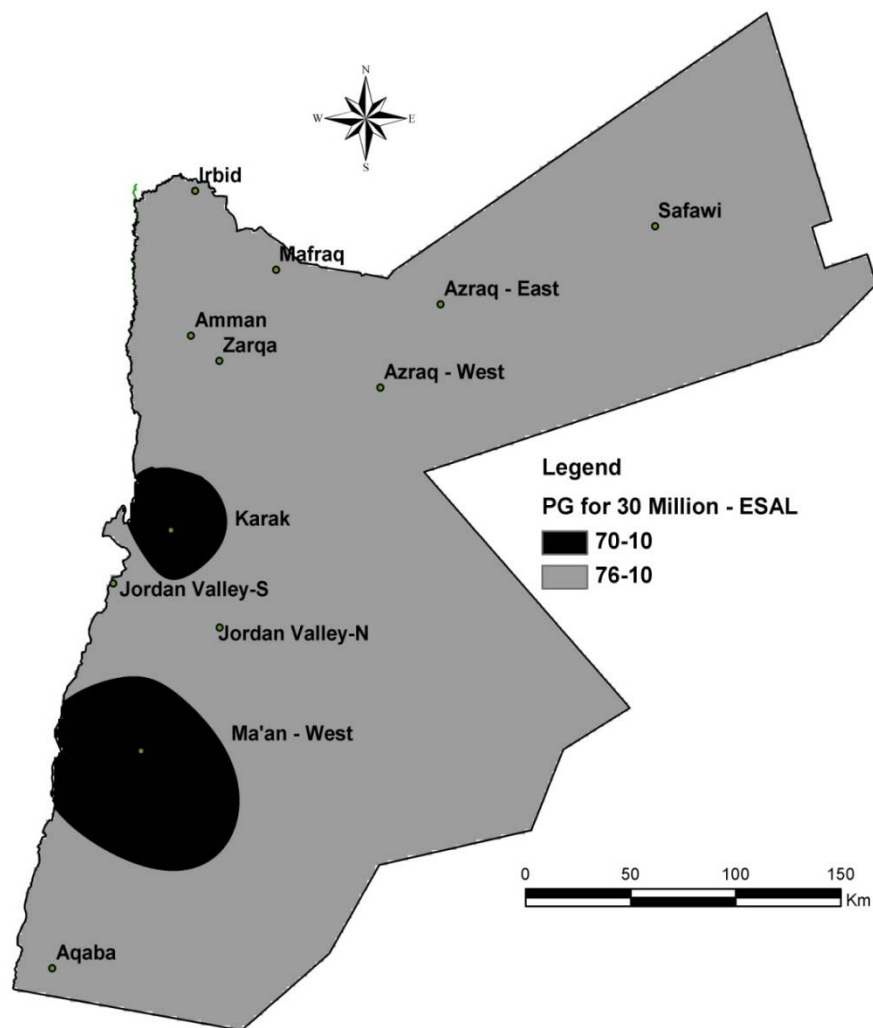 N
W E
S
Irbid
Safawi
Mafraq
Azraq - East
Amman
Zarqa
Azraq - West
Legend
PG for 30 Million - ESAL
70-10
76-10
Karak
Jordan Valley-S
Jordan Valley-N
Ma'an - West
0 50 100 150
Km
Aqaba